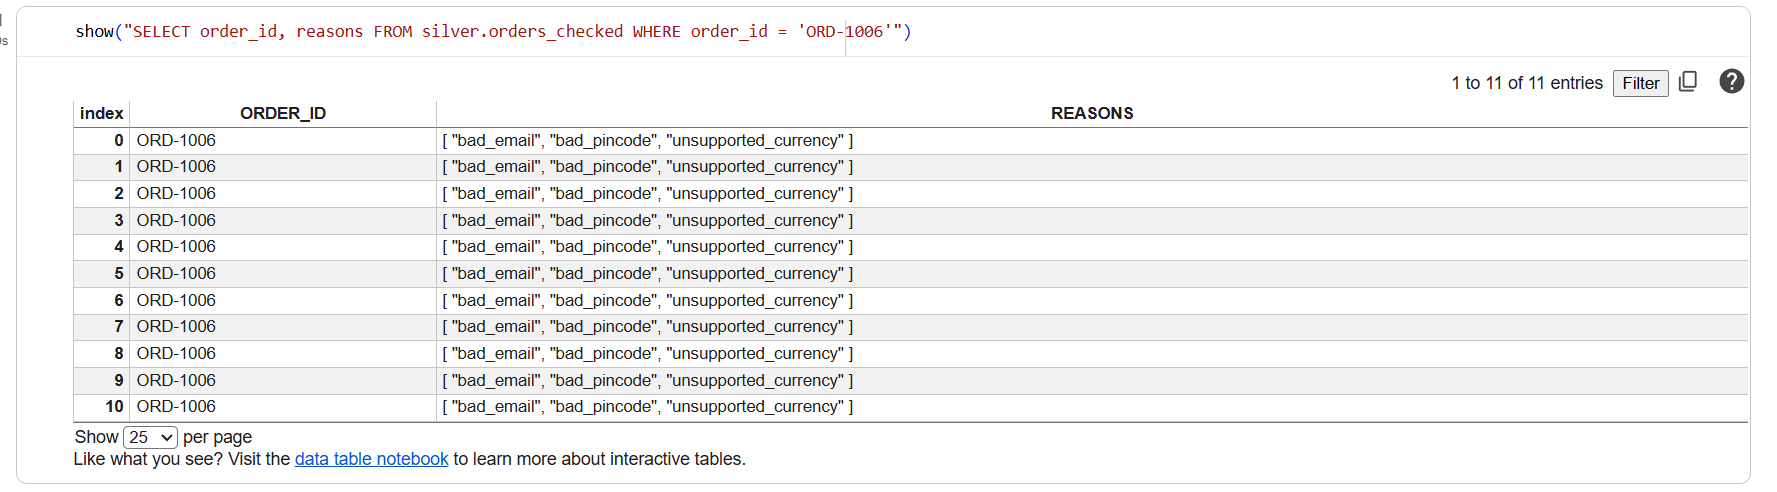 show("SELECT order_id, reasons FROM silver.orders_checked WHERE order_id = 'ORD-1006'")
1 to 11 of 11 entries Filter
index ORDER_ID REASONS
0 ORD-1006 [ "bad_email", "bad_pincode", "unsupported_currency" ]
1 ORD-1006 [ "bad_email", "bad_pincode", "unsupported_currency" ]
2 ORD-1006 [ "bad_email", "bad_pincode", "unsupported_currency" ]
3 ORD-1006 [ "bad_email", "bad_pincode", "unsupported_currency" ]
4 ORD-1006 [ "bad_email", "bad_pincode", "unsupported_currency" ]
5 ORD-1006 [ "bad_email", "bad_pincode", "unsupported_currency" ]
6 ORD-1006 [ "bad_email", "bad_pincode", "unsupported_currency" ]
7 ORD-1006 [ "bad_email", "bad_pincode", "unsupported_currency" ]
8 ORD-1006 [ "bad_email", "bad_pincode", "unsupported_currency" ]
9 ORD-1006 [ "bad_email", "bad_pincode", "unsupported_currency" ]
10 ORD-1006 [ "bad_email", "bad_pincode", "unsupported_currency" ]
Show 25 per page
Like what you see? Visit the data table notebook to learn more about interactive tables.